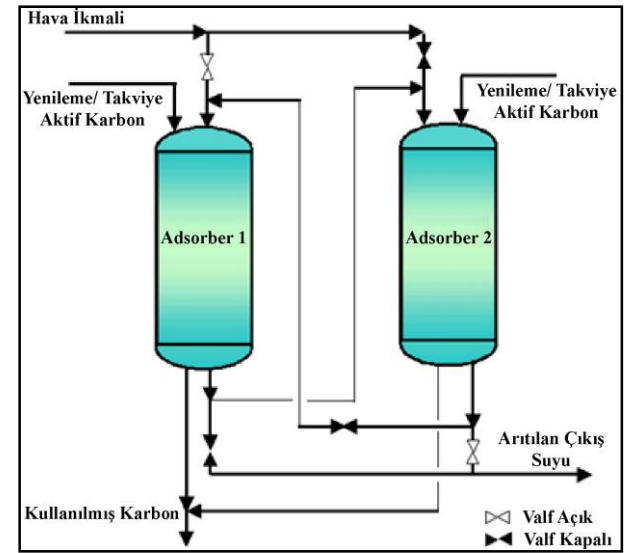 Hava İkmali
Yenileme/ Takviye
Aktif Karbon
Yenileme/ Takviye
Aktif Karbon
Adsorber 1
Adsorber 2
Arıtılan Çıkış
Suyu
Kullanılmış Karbon
Valf Açık
Valf Kapalı